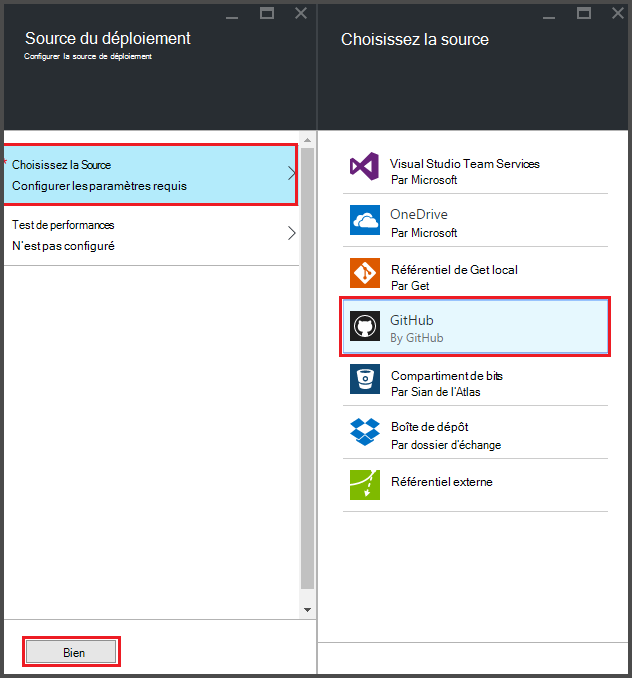 Source du déploiement
Configurer la source de déploiement
* Choisissez la Source
Configurer les paramètres requis
Test de performances
N'est pas configuré
Bien
Choisissez la source
Visual Studio Team Services
Par Microsoft
OneDrive
Par Microsoft
Référentiel de Get local
Par Get
GitHub
By GitHub
Compartiment de bits
Par Sian de l'Atlas
Boîte de dépôt
Par dossier d'échange
Référentiel externe